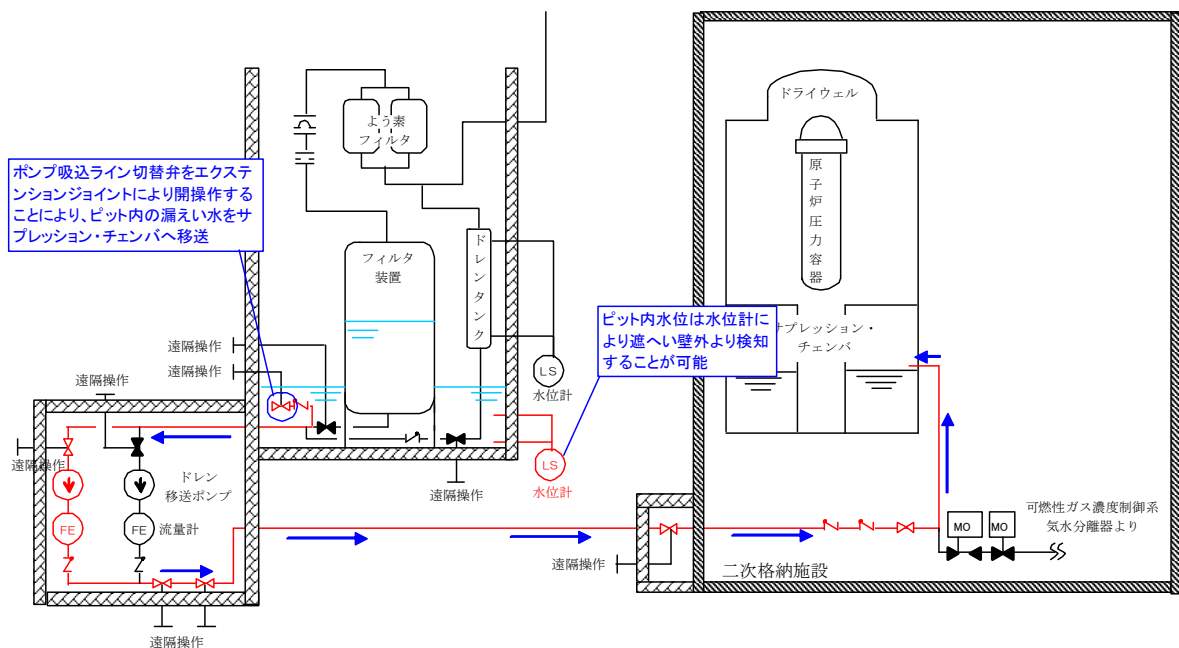 ポンプ吸込ライン切替弁をエクステ
ンションジョイントにより開操作する
ことにより、ピット内の漏えい水をサ
プレッション・チェンバへ移送
よう素
フィルタ
フィルタ
装置
ドレンタンク
LS
水位計
ピット内水位は水位計に
より遮へい壁外より検知
することが可能
LS
水位計
遠隔操作
遠隔操作
遠隔操作
遠隔操作
遠隔操作
ドレン
移送ポンプ
FE
FE
流量計
遠隔操作
遠隔操作
ドライウェル
原子炉圧力容器
サプレッション・
チェンバ
MO
MO
可燃性ガス濃度制御系
気水分離器より
二次格納施設